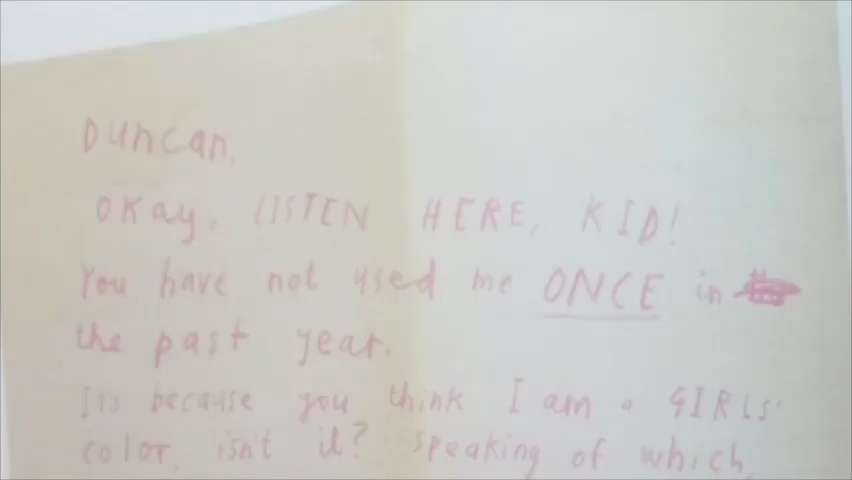 Duncan,
OKay, LISTEN HERE, KID!
You have not used me ONCE in
the past year.
Its because you think I am a GIRLS'
color, isn't it? Speaking of which,